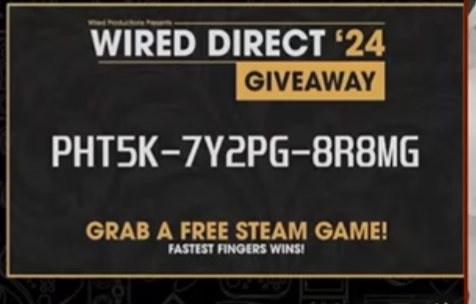 Wired Productions Presents
WIRED DIRECT ‘24
GIVEAWAY
PHT5K-7Y2PG-8R8MG
GRAB A FREE STEAM GAME!
FASTEST FINGERS WINS!